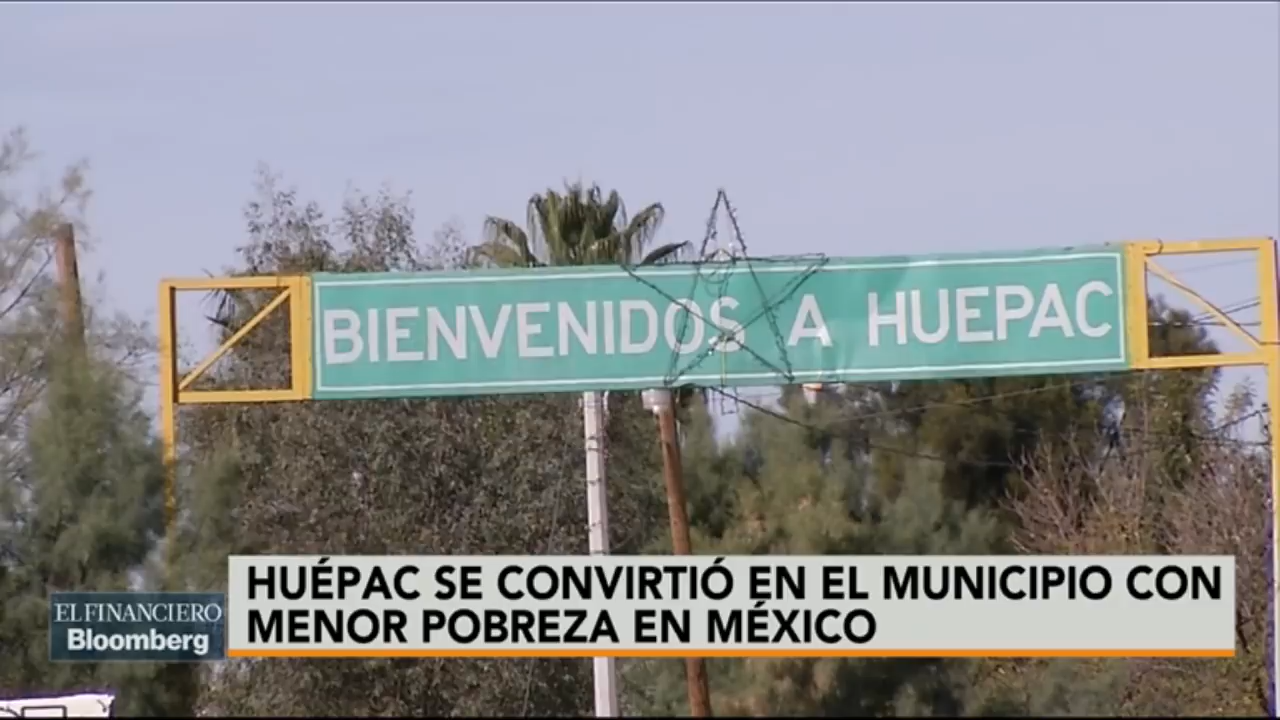 BIENVENIDOS A HUEPAC
HUÉPAC SE CONVIRTIÓ EN EL MUNICIPIO CON
MENOR POBREZA EN MÉXICO
EL FINANCIERO
Bloomberg